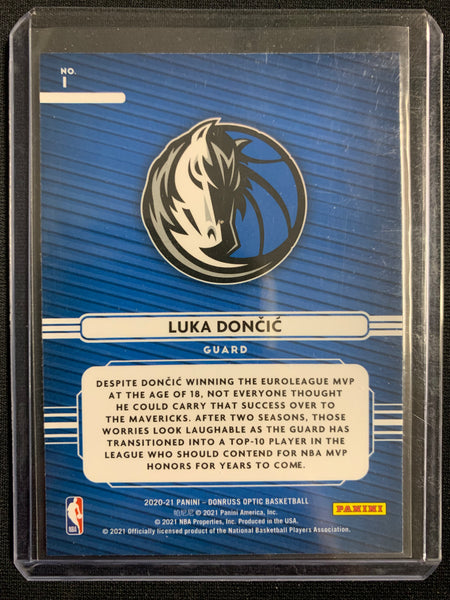 NO.
1
LUKA DONČIĆ
GUARD
DESPITE DONČIĆ WINNING THE EUROLEAGUE MVP
AT THE AGE OF 18, NOT EVERYONE THOUGHT
HE COULD CARRY THAT SUCCESS OVER TO
THE MAVERICKS. AFTER TWO SEASONS, THOSE
WORRIES LOOK LAUGHABLE AS THE GUARD HAS
TRANSITIONED INTO A TOP-10 PLAYER IN THE
LEAGUE WHO SHOULD CONTEND FOR NBA MVP
HONORS FOR YEARS TO COME.
2020-21 PANINI – DONRUSS OPTIC BASKETBALL
帕尼尼 © 2021 Panini America, Inc.
© 2021 NBA Properties, Inc. Produced in the USA.
© 2021 Officially licensed product of the National Basketball Players Association.
NBA
PANINI